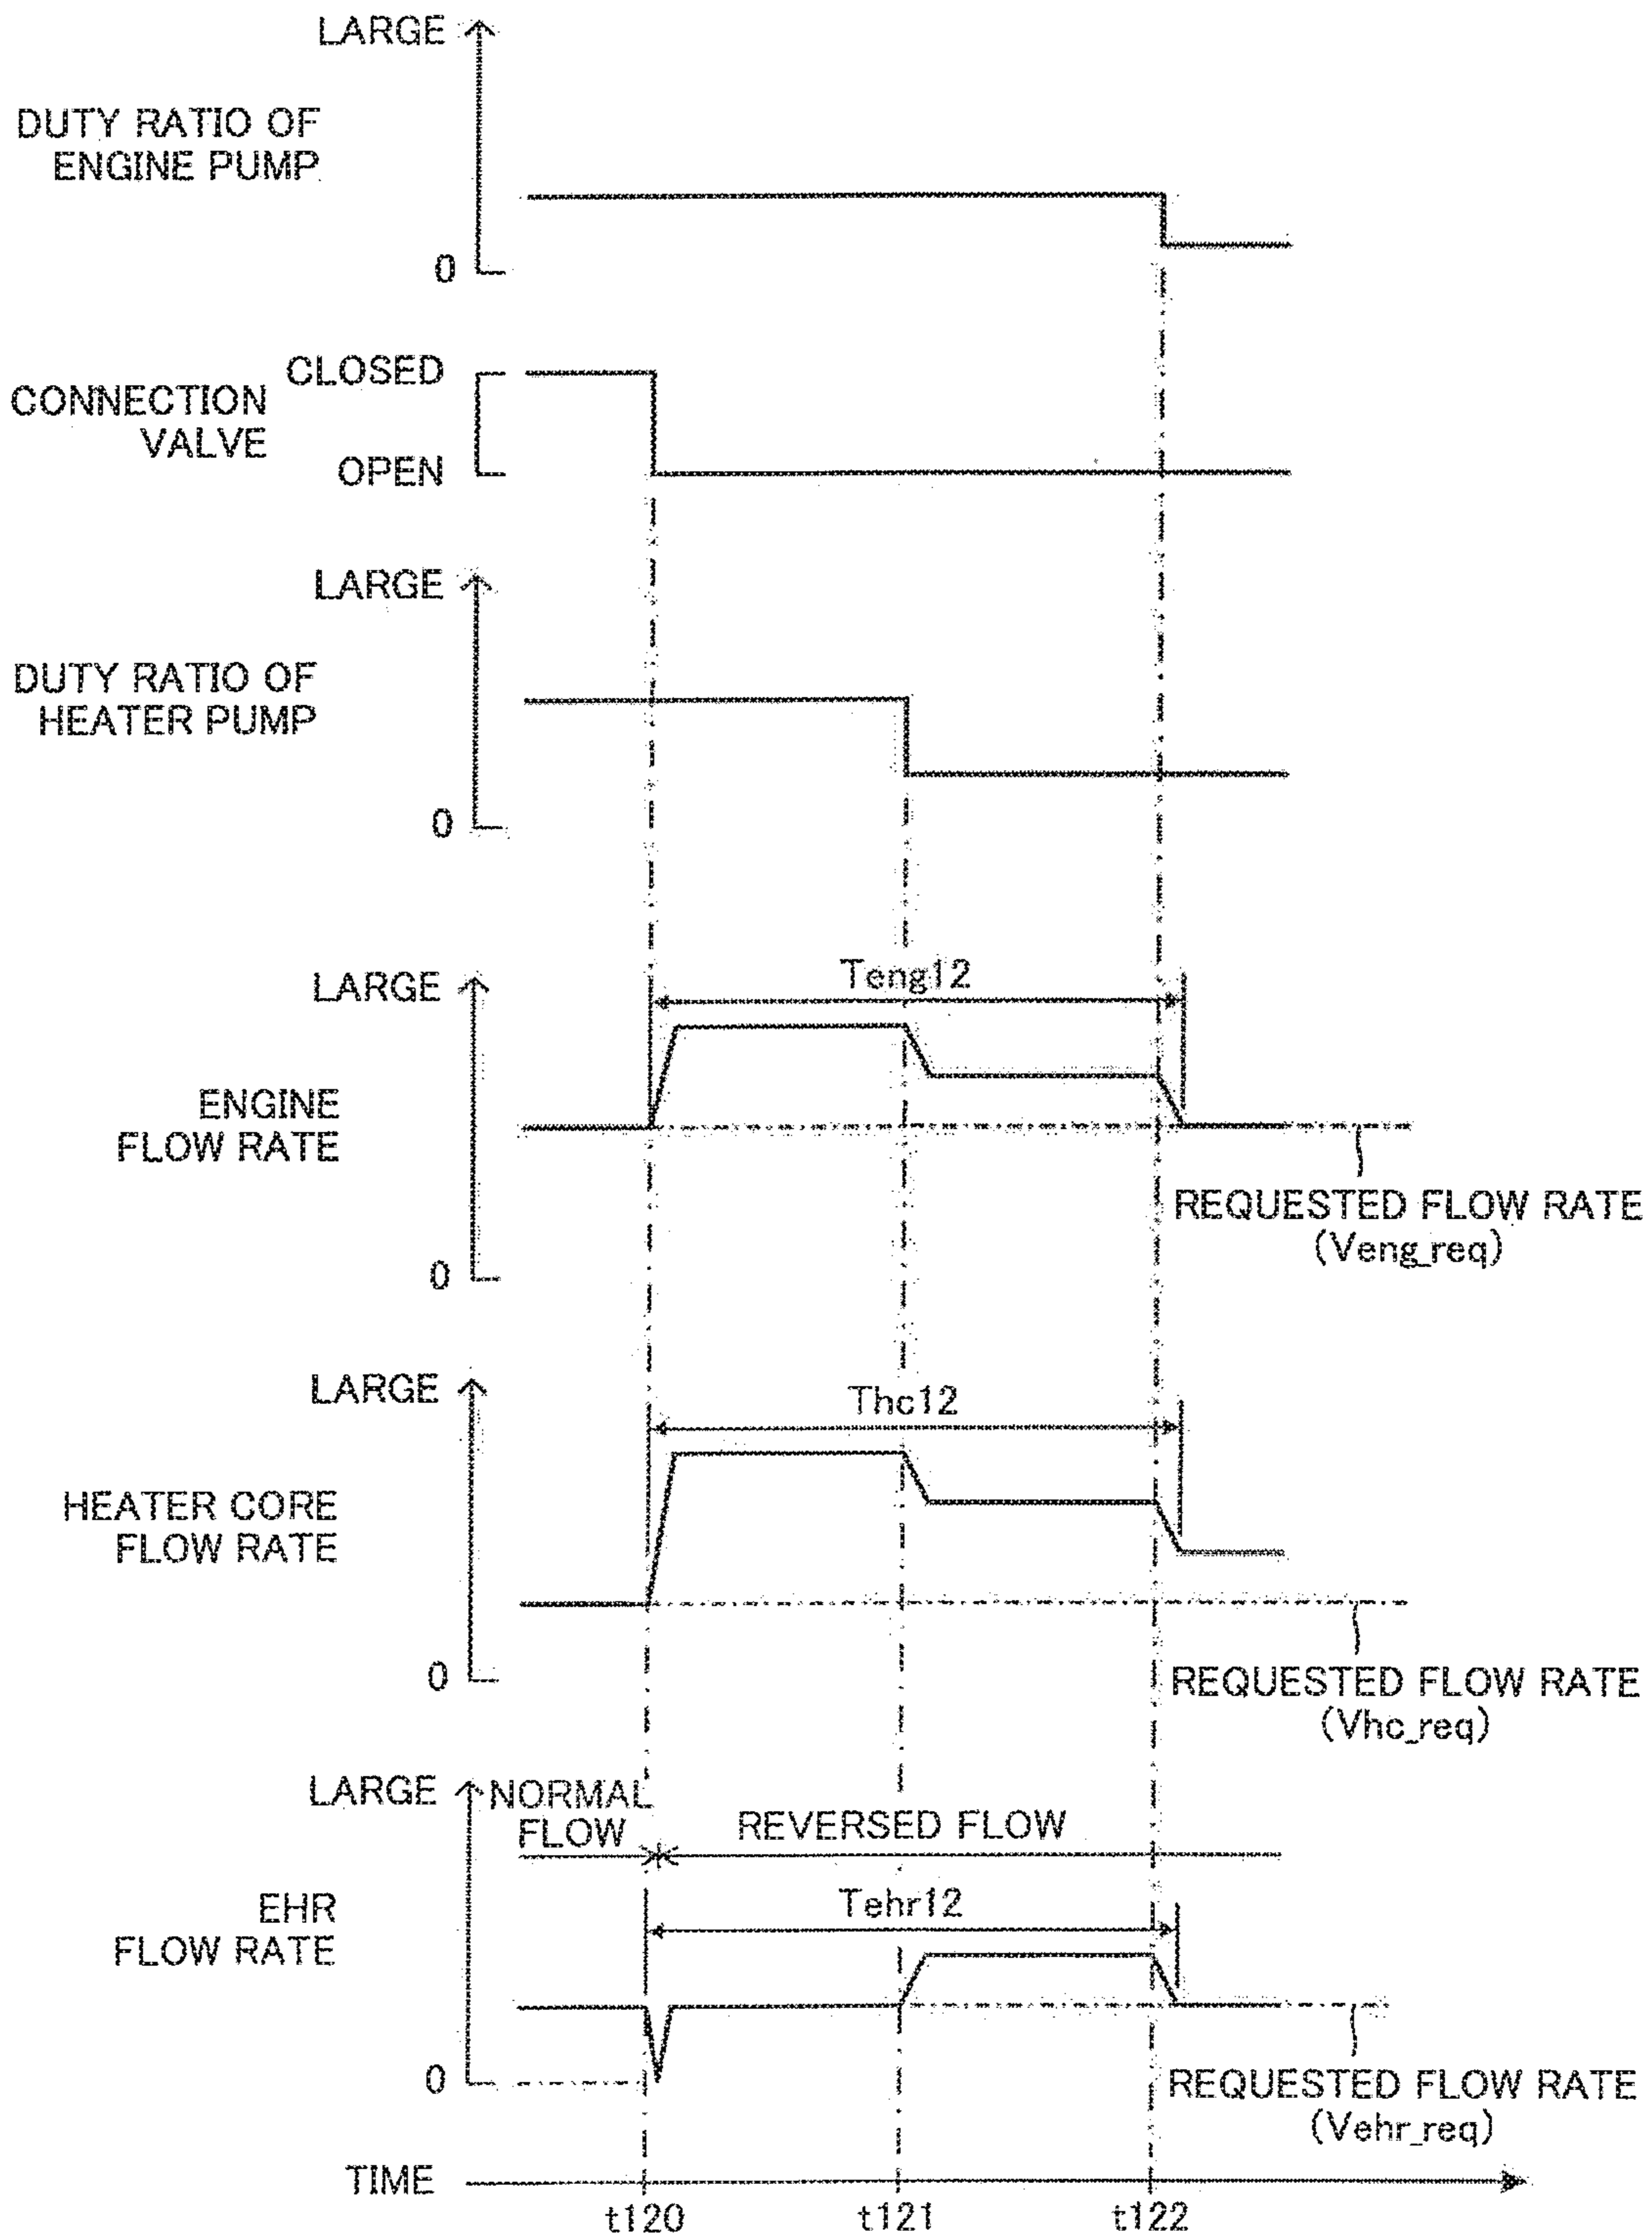 LARGE
DUTY RATIO OF
ENGINE PUMP
0
CLOSED
CONNECTION
VALVE
OPEN
LARGE
DUTY RATIO OF
HEATER PUMP
0
Teng12
LARGE
ENGINE
FLOW RATE
REQUESTED FLOW RATE
(Veng_req)
0
LARGE
Thc12
HEATER CORE
FLOW RATE
0
REQUESTED FLOW RATE
(Vhc_req)
LARGE
NORMAL
FLOW
REVERSED FLOW
Tehr12
EHR
FLOW RATE
0
REQUESTED FLOW RATE
(Vehr_req)
TIME
t120
t121
t122